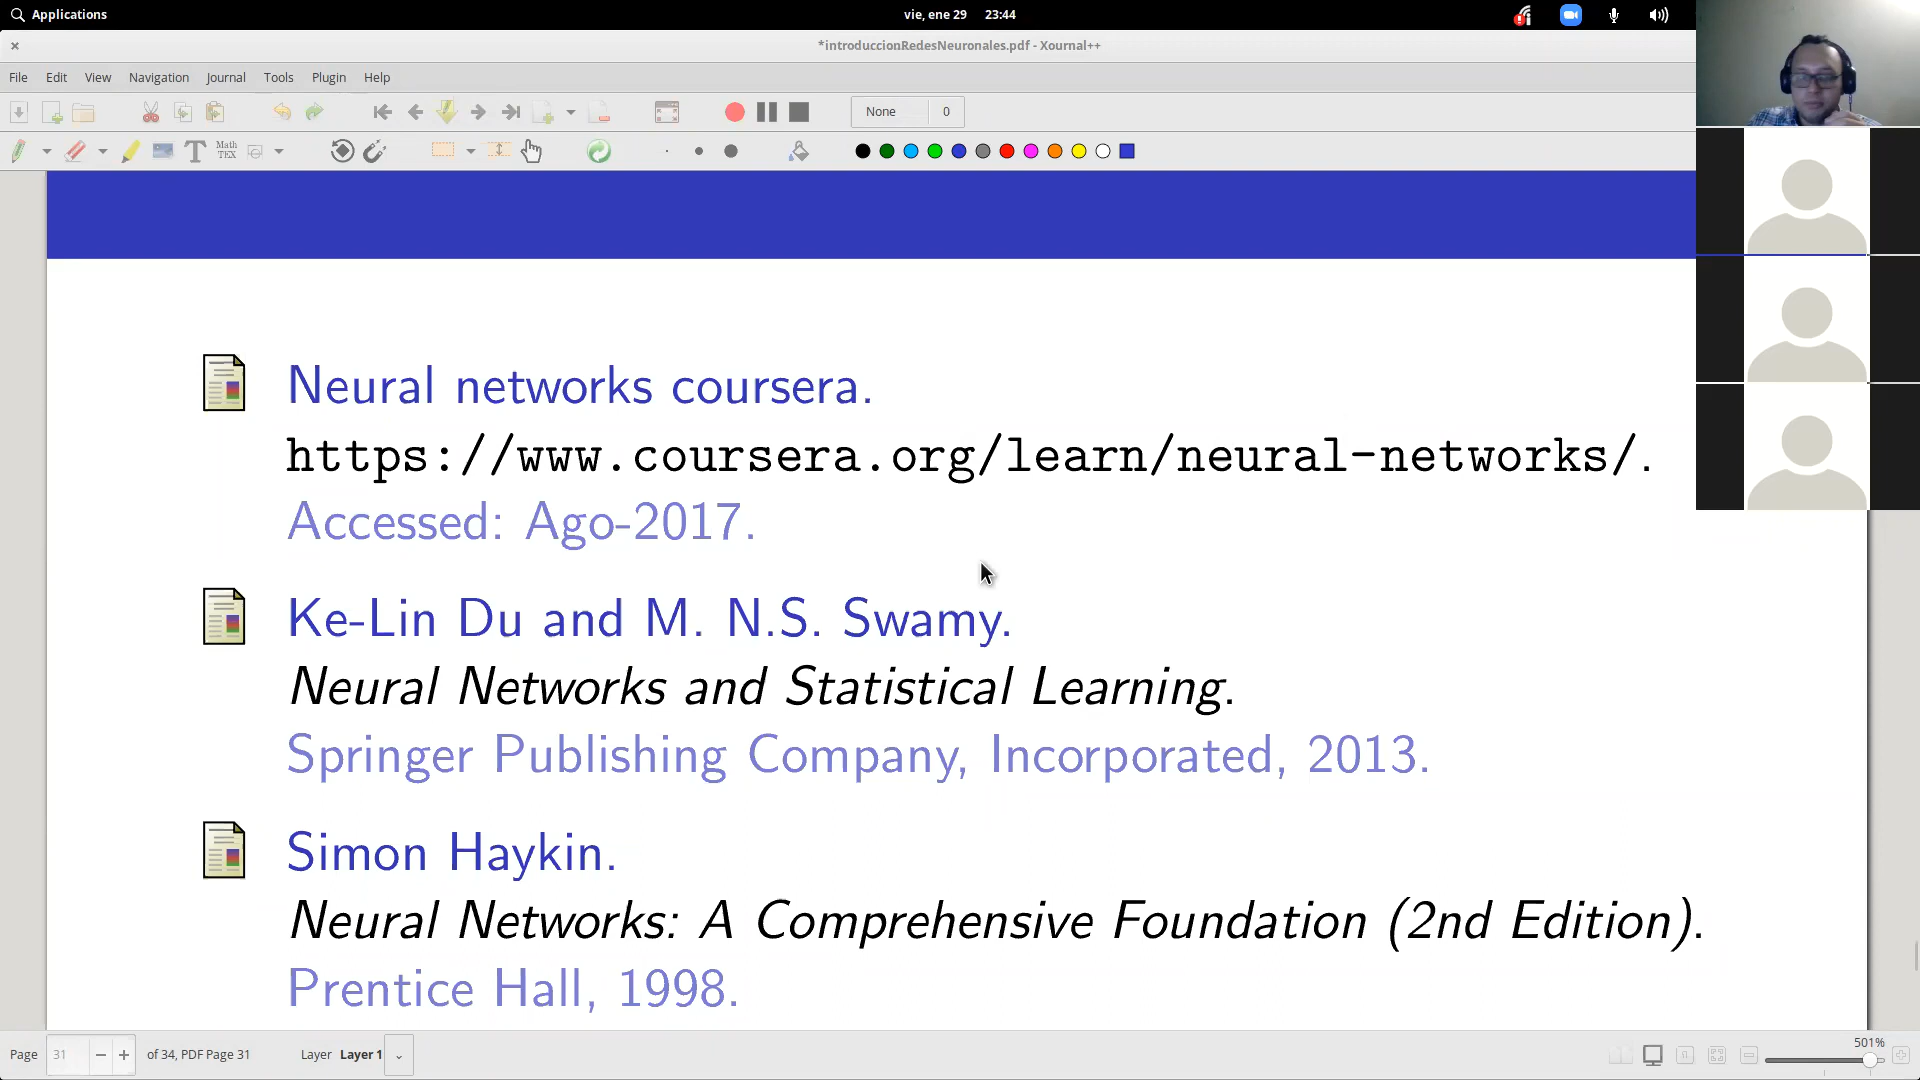 Applications
vie, ene 29 23:44
*introduccionRedesNeuronales.pdf - Xournal++
File Edit View Navigation Journal Tools Plugin Help
None 0
T Math TEX
Neural networks coursera.
https://www.coursera.org/learn/neural-networks/.
Accessed: Ago-2017.
Ke-Lin Du and M. N.S. Swamy.
Neural Networks and Statistical Learning.
Springer Publishing Company, Incorporated, 2013.
Simon Haykin.
Neural Networks: A Comprehensive Foundation (2nd Edition).
Prentice Hall, 1998.
Page 31 of 34, PDF Page 31 Layer Layer 1 501%